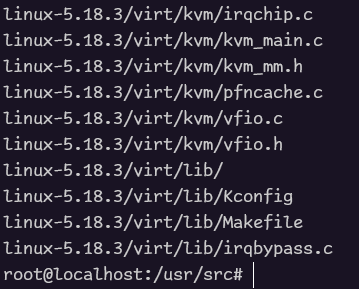 linux-5.18.3/virt/kvm/irqchip.c
linux-5.18.3/virt/kvm/kvm_main.c
linux-5.18.3/virt/kvm/kvm_mm.h
linux-5.18.3/virt/kvm/pfncache.c
linux-5.18.3/virt/kvm/vfio.c
linux-5.18.3/virt/kvm/vfio.h
linux-5.18.3/virt/lib/
linux-5.18.3/virt/lib/Kconfig
linux-5.18.3/virt/lib/Makefile
linux-5.18.3/virt/lib/irqbypass.c
root@localhost:/usr/src#